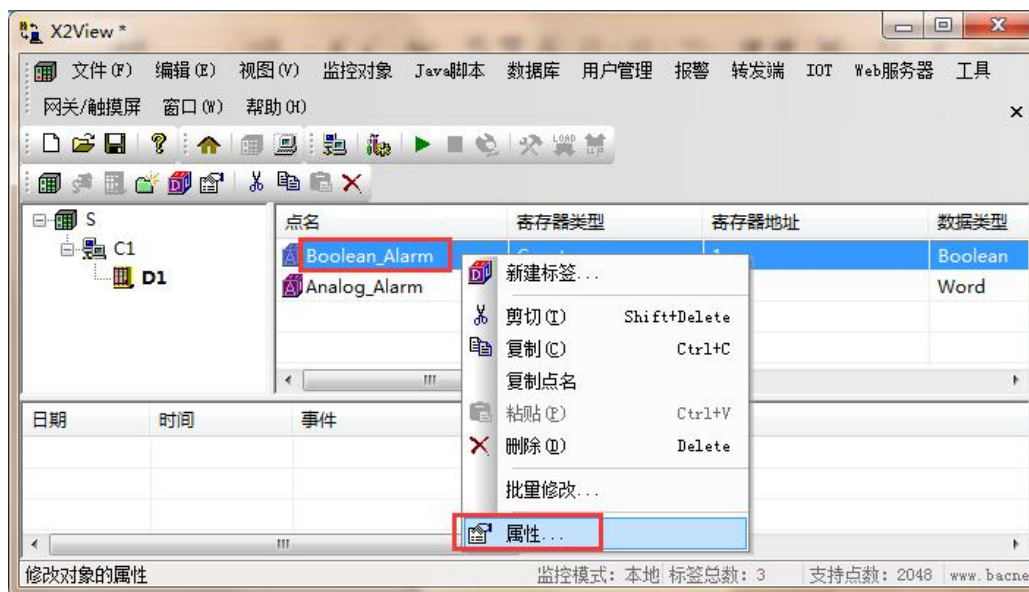 X2View *
文件(F) 编辑(E) 视图(V) 监控对象 Java脚本 数据库 用户管理 报警 转发端 IOT Web服务器 工具
网关/触摸屏 窗口(W) 帮助(H)
S
C1
D1
点名 寄存器类型 寄存器地址 数据类型
Boolean_Alarm 1 Boolean
Analog_Alarm Word
新建标签...
剪切(T) Shift+Delete
复制(C) Ctrl+C
复制点名
粘贴(P) Ctrl+V
删除(D) Delete
批量修改...
属性...
日期 时间 事件
修改对象的属性 监控模式: 本地 标签总数: 3 支持点数: 2048 www.bacne